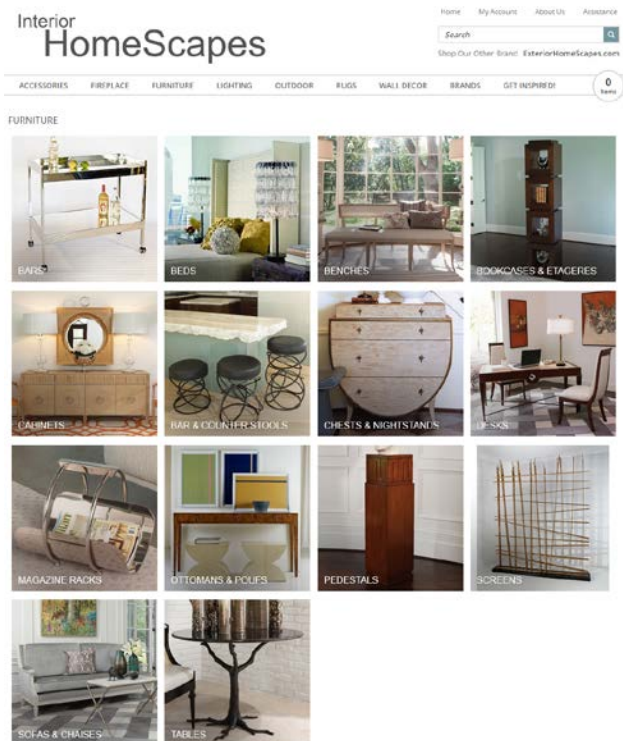 Home My Account About Us Assistance
Interior
HomeScapes
Search
Shop Our Other Brand: ExteriorHomeScapes.com
ACCESSORIES FIREPLACE FURNITURE LIGHTING OUTDOOR RUGS WALL DECOR BRANDS GET INSPIRED!
0
Items
FURNITURE
BARS
BEDS
BENCHES
BOOKCASES & ETAGERES
CABINETS
BAR & COUNTER STOOLS
CHESTS & NIGHTSTANDS
DESKS
MAGAZINE RACKS
OTTOMANS & POUFS
PEDESTALS
SCREENS
SOFAS & CHAISES
TABLES